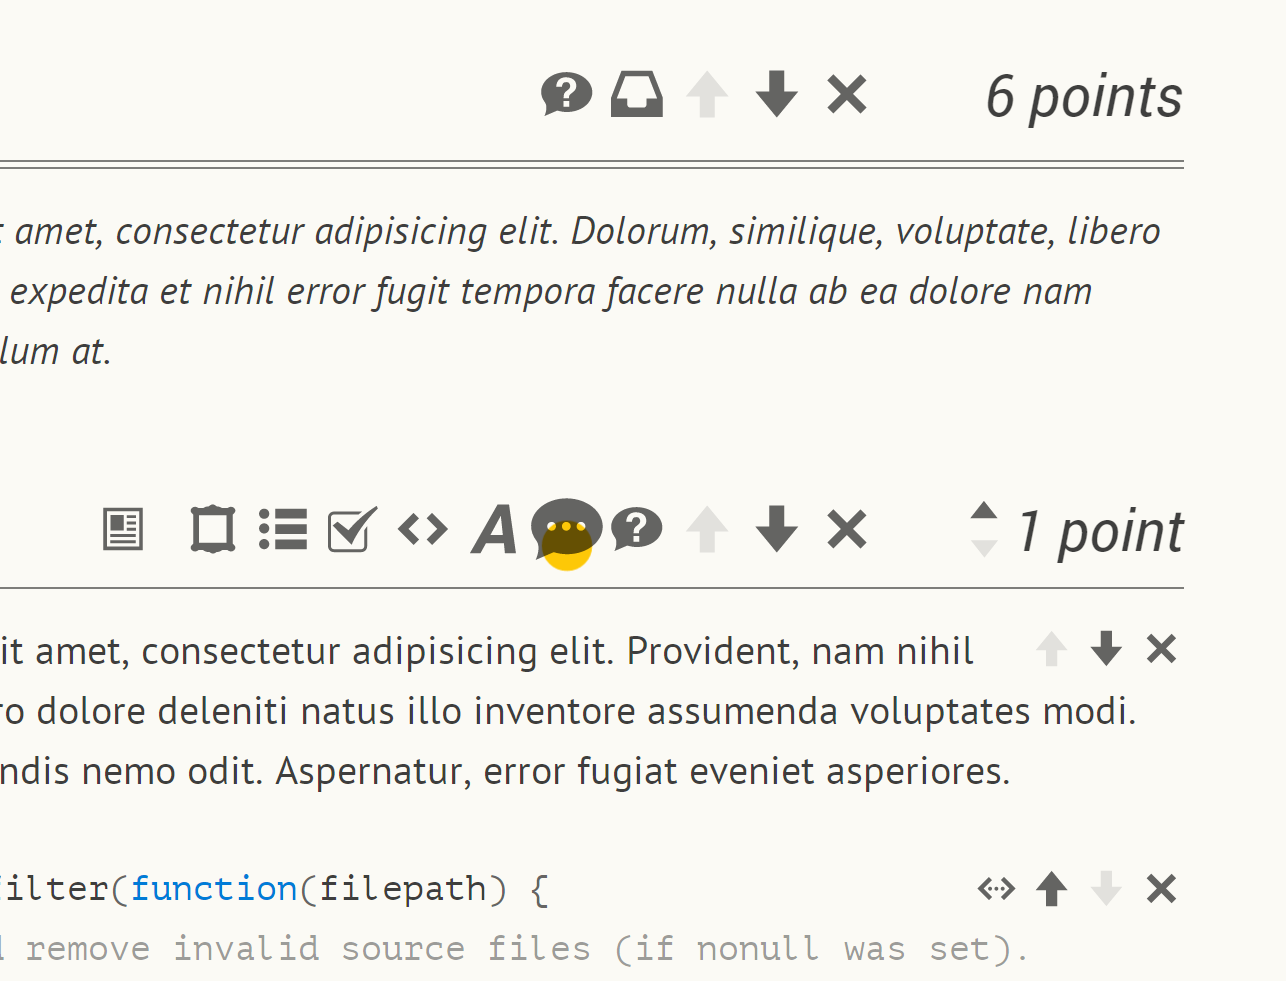 6 points
amet, consectetur adipisicing elit. Dolorum, similique, voluptate, libero
expedita et nihil error fugit tempora facere nulla ab ea dolore nam
lum at.
A
1 point
it amet, consectetur adipisicing elit. Provident, nam nihil
ro dolore deleniti natus illo inventore assumenda voluptates modi.
ndis nemo odit. Aspernatur, error fugiat eveniet asperiores.
filter(function(filepath) {
remove invalid source files (if nonull was set).